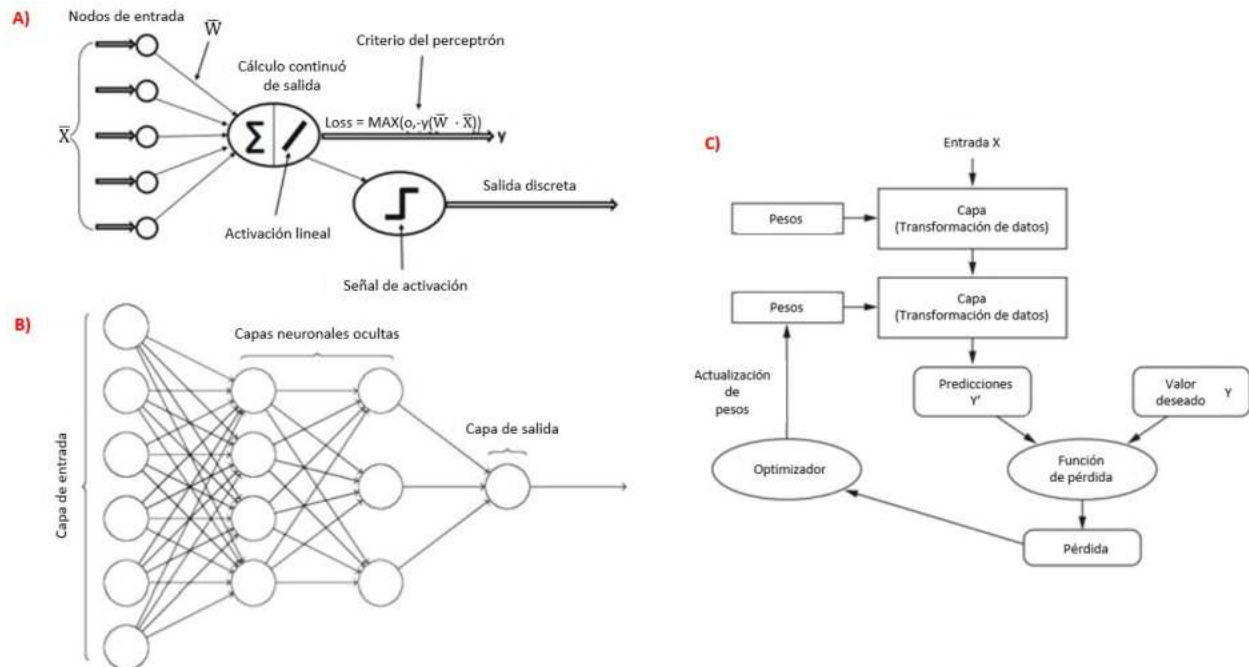 A)
Nodos de entrada
W̅
X̅
Cálculo continuó
de salida
Criterio del perceptrón
Loss = MAX(o,-y(W̅ · X̅))
y
Salida discreta
Activación lineal
Señal de activación
B)
Capa de entrada
Capas neuronales ocultas
Capa de salida
C)
Entrada X
Pesos
Capa
(Transformación de datos)
Pesos
Capa
(Transformación de datos)
Actualización
de
pesos
Predicciones
Y'
Valor
deseado Y
Optimizador
Función
de pérdida
Pérdida